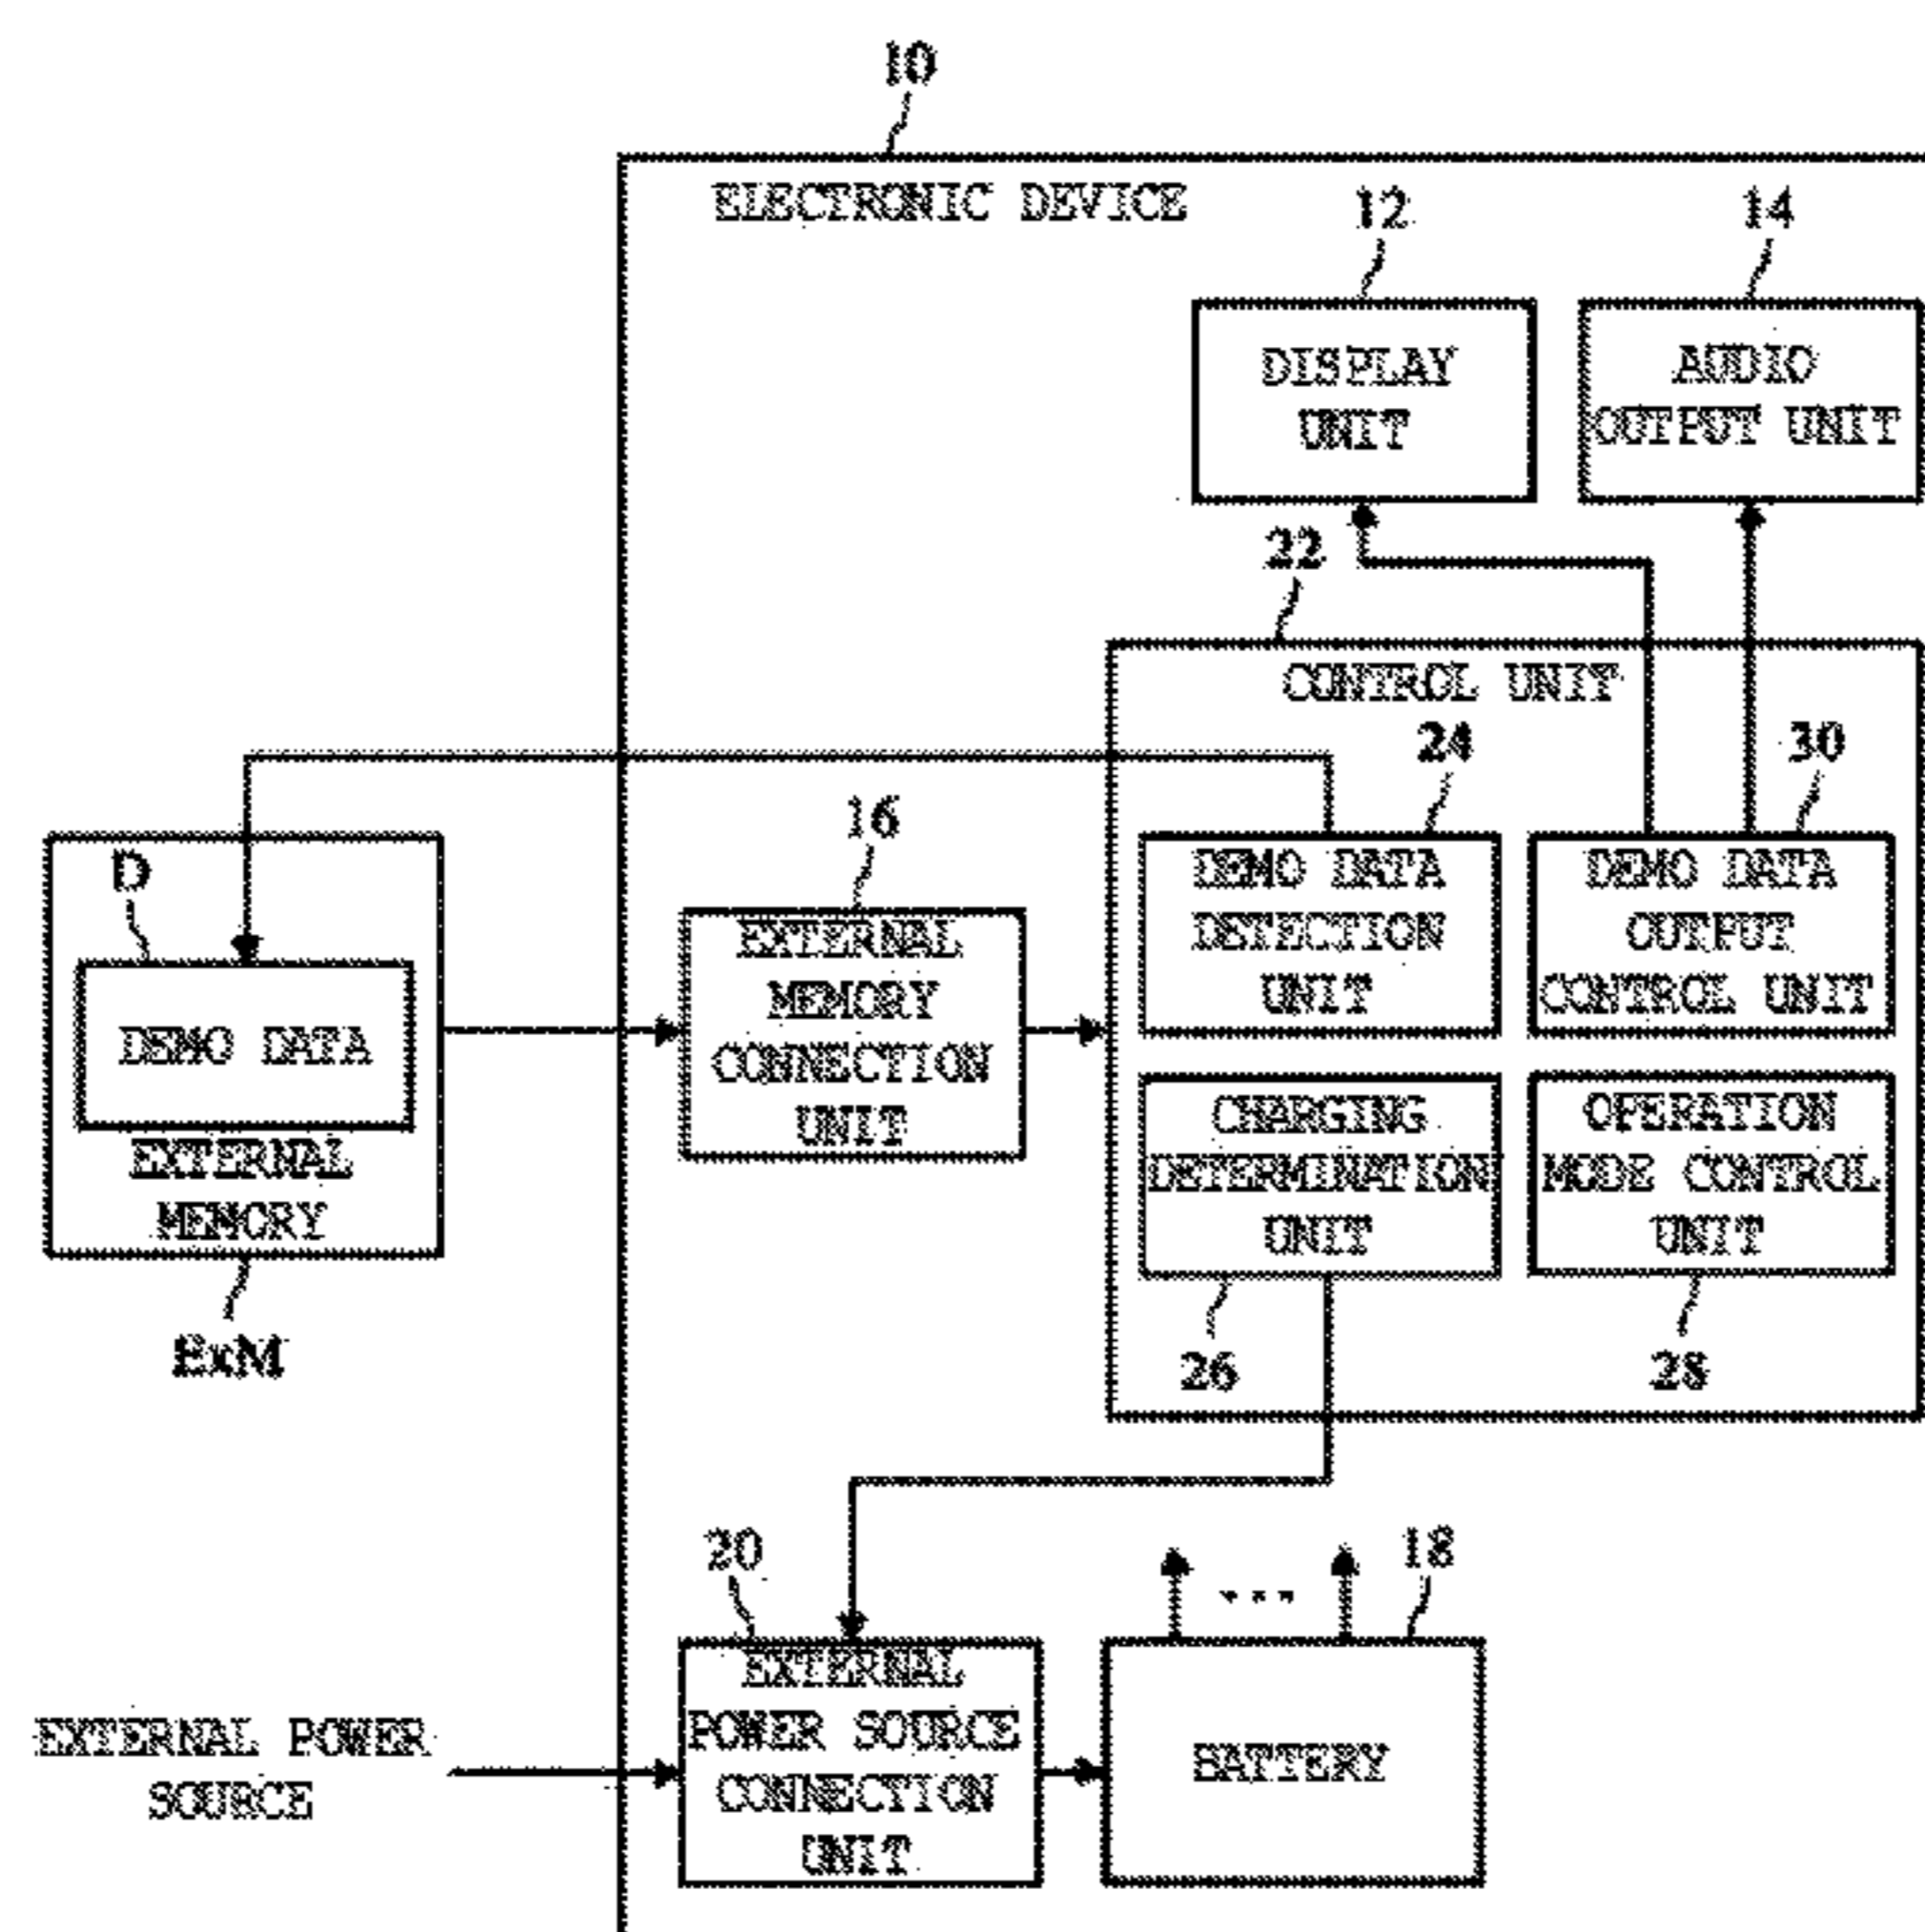 10
ELECTRONIC DEVICE
12
14
DISPLAY
UNIT
AUDIO
OUTPUT UNIT
22
CONTROL UNIT
24
30
DEMO DATA
DETECTION
UNIT
DEMO DATA
OUTPUT
CONTROL UNIT
16
EXTERNAL
MEMORY
CONNECTION
UNIT
D
DEMO DATA
EXTERNAL
MEMORY
ExM
CHARGING
DETERMINATION
UNIT
OPERATION
MODE CONTROL
UNIT
26
28
20
18
EXTERNAL
POWER SOURCE
CONNECTION
UNIT
...
BATTERY
EXTERNAL POWER
SOURCE